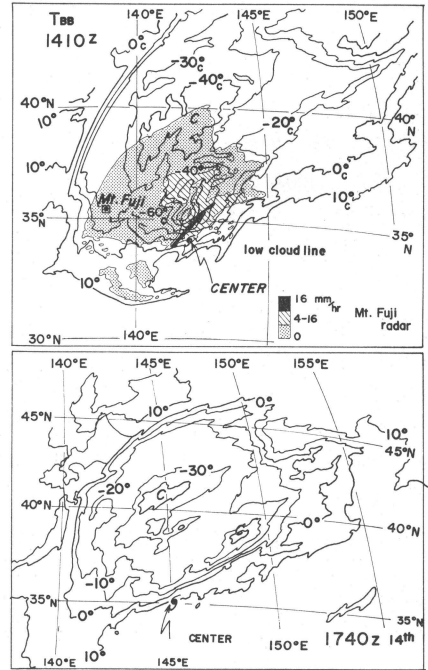 140°E 145°E 150°E
TBB
1410Z
0°C
-30°C
-40°C
40°N
10°
C
-20°C
40°N
-40°
10°
0°C
10°C
Mt. Fuji
-60°C
35°N
35°N
low cloud line
10°
CENTER
16 mm/hr
4-16
0
Mt. Fuji
radar
30°N
140°E
140°E 145°E 150°E 155°E
0°
10°
45°N
10°
45°N
-30°
-20°
C
40°N
0°
40°N
-10°
35°N
0°
35°N
CENTER
150°E
1740Z 14th
10°
140°E
145°E